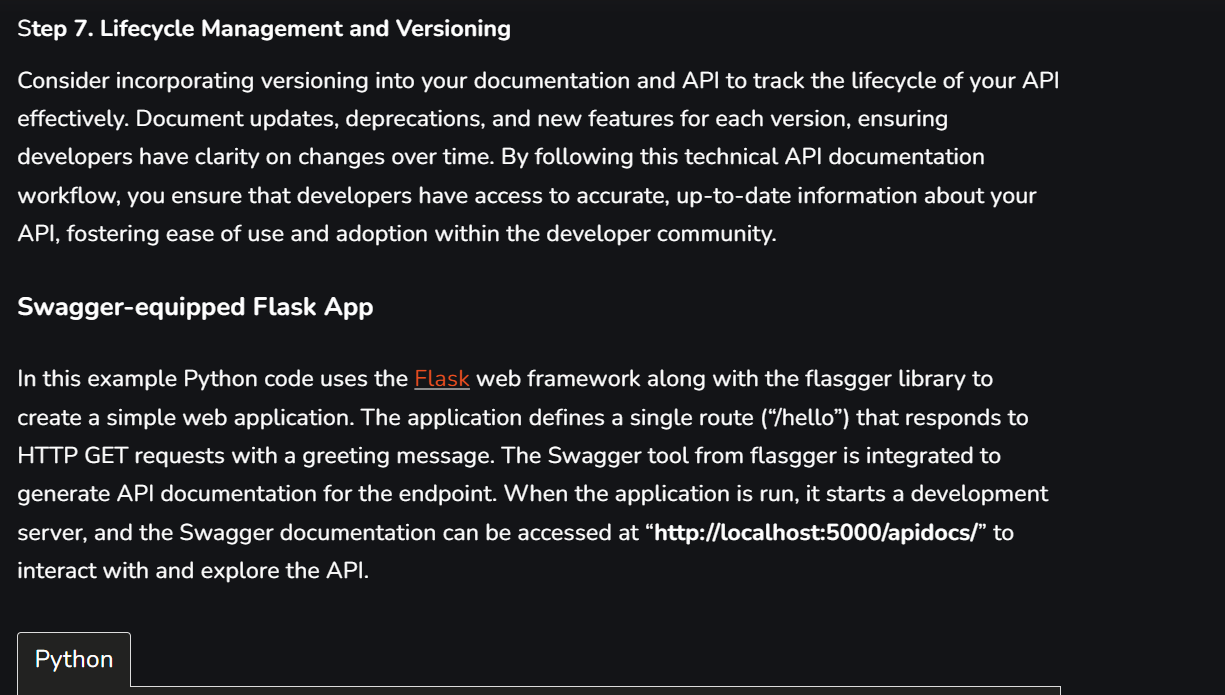 Step 7. Lifecycle Management and Versioning
Consider incorporating versioning into your documentation and API to track the lifecycle of your API
effectively. Document updates, deprecations, and new features for each version, ensuring
developers have clarity on changes over time. By following this technical API documentation
workflow, you ensure that developers have access to accurate, up-to-date information about your
API, fostering ease of use and adoption within the developer community.
Swagger-equipped Flask App
In this example Python code uses the Flask web framework along with the flasgger library to
create a simple web application. The application defines a single route (“/hello”) that responds to
HTTP GET requests with a greeting message. The Swagger tool from flasgger is integrated to
generate API documentation for the endpoint. When the application is run, it starts a development
server, and the Swagger documentation can be accessed at “http://localhost:5000/apidocs/” to
interact with and explore the API.
Python